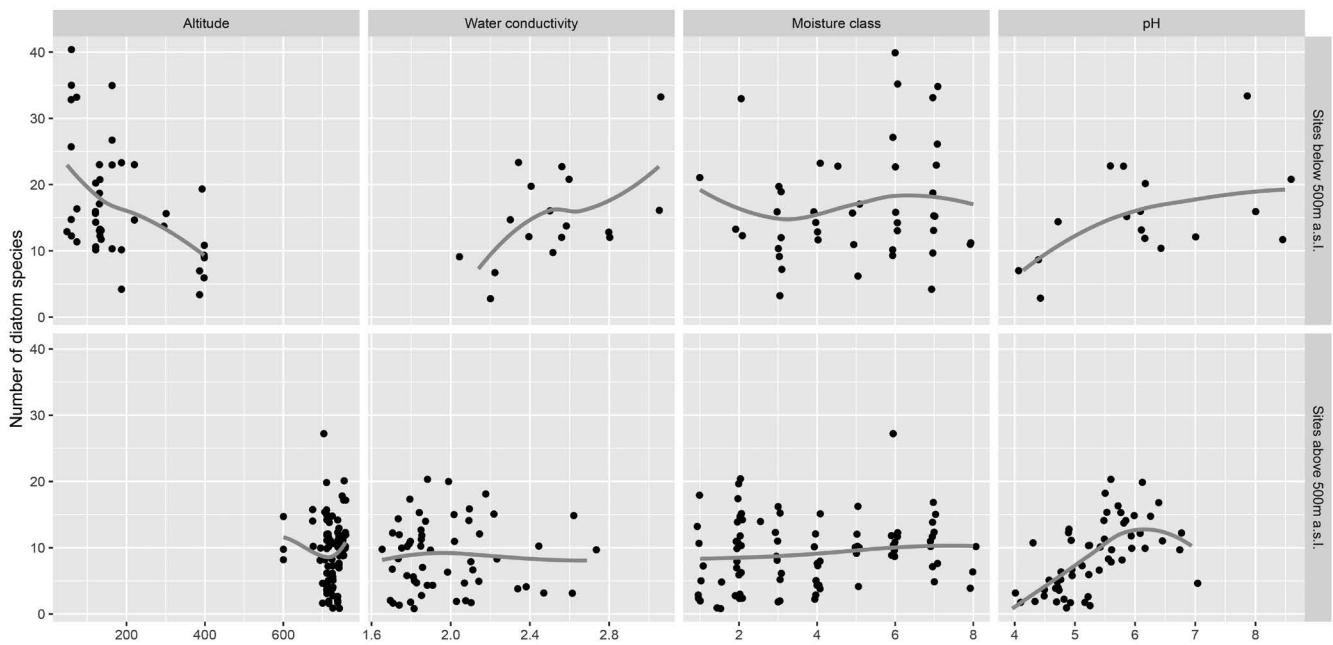 Altitude
Water conductivity
Moisture class
pH
Number of diatom species
40
30
20
10
0
Sites below 500m a.s.l.
40
30
20
10
0
Sites above 500m a.s.l.
200 400 600
1.6 2.0 2.4 2.8
2 4 6 8
4 5 6 7 8